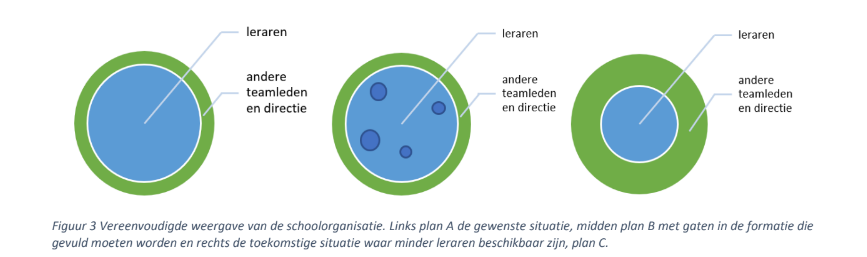 leraren
andere
teamleden
en directie
leraren
andere
teamleden
en directie
leraren
andere
teamleden
en directie
Figuur 3 Vereenvoudigde weergave van de schoolorganisatie. Links plan A de gewenste situatie, midden plan B met gaten in de formatie die
gevuld moeten worden en rechts de toekomstige situatie waar minder leraren beschikbaar zijn, plan C.